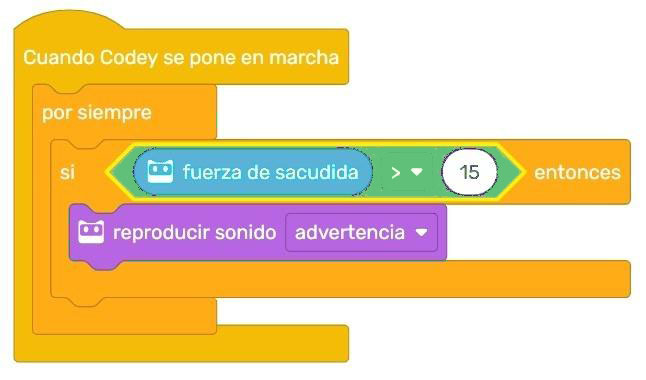 Cuando Codey se pone en marcha
por siempre
si fuerza de sacudida > 15 entonces
reproducir sonido advertencia